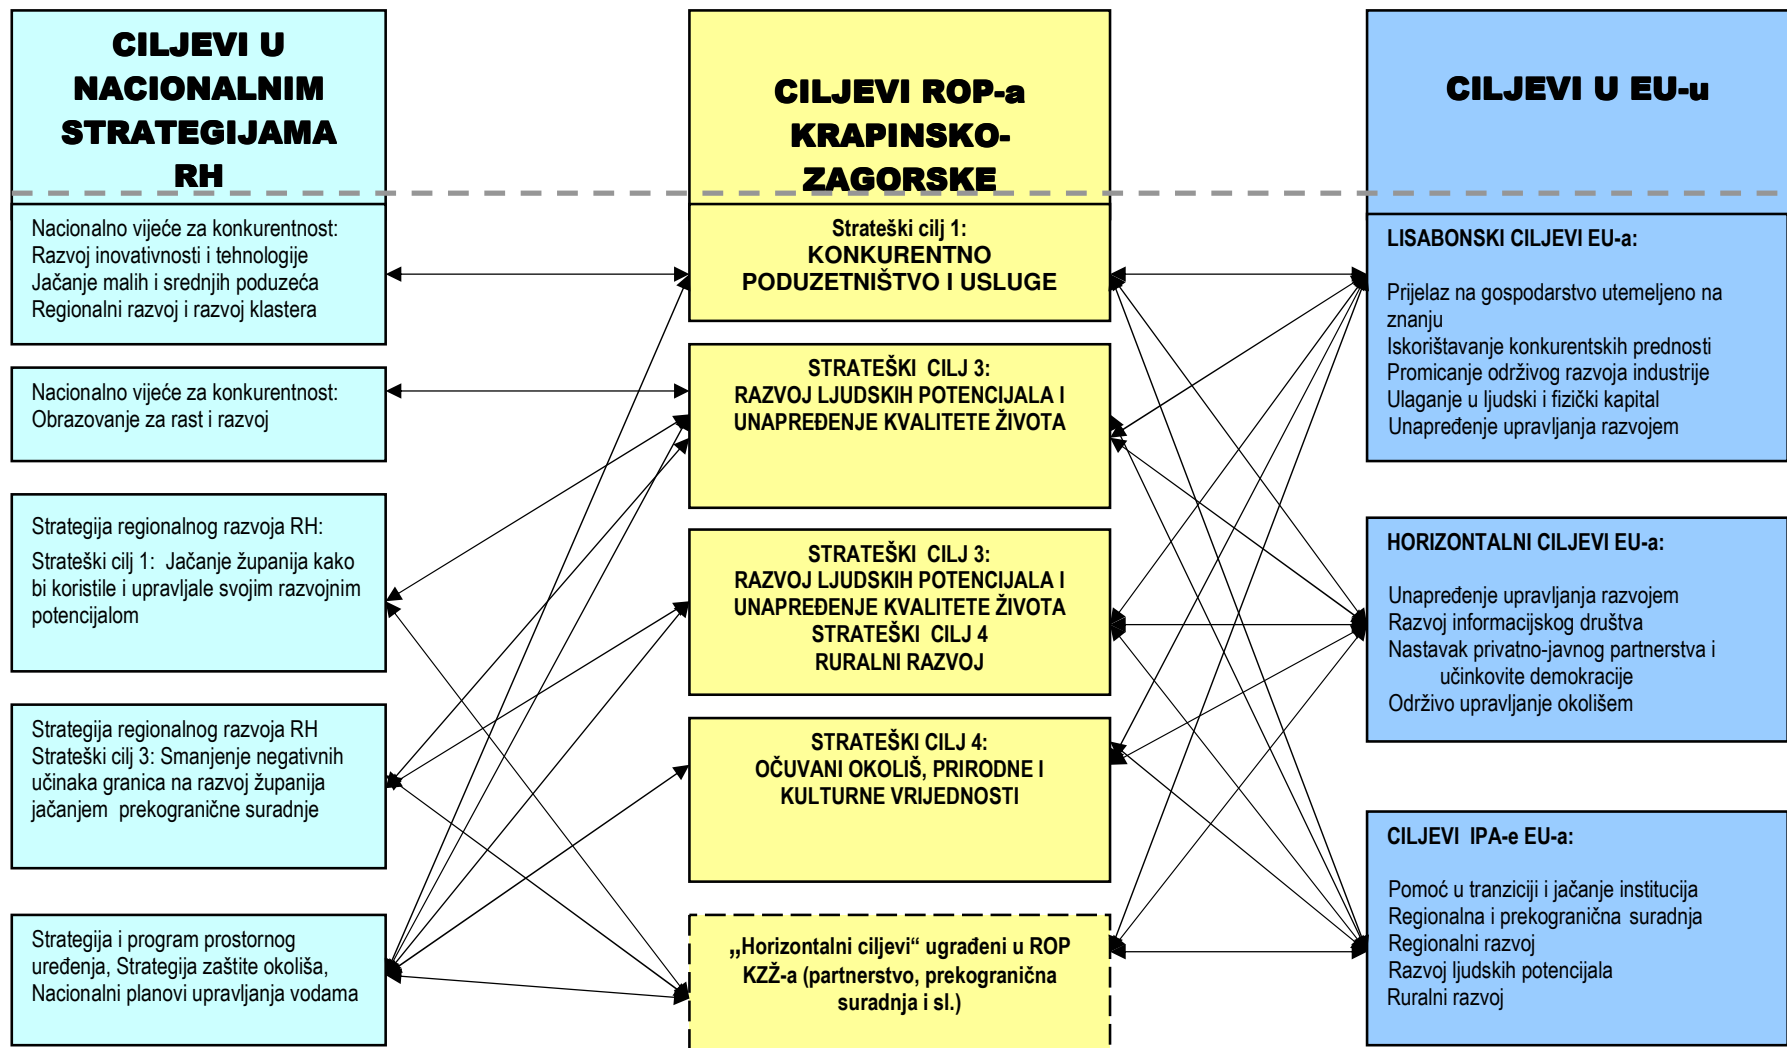 CILJEVI U
NACIONALNIM
STRATEGIJAMA
RH
Nacionalno vijeće za konkurentnost:
Razvoj inovativnosti i tehnologije
Jačanje malih i srednjih poduzeća
Regionalni razvoj i razvoj klastera
Nacionalno vijeće za konkurentnost:
Obrazovanje za rast i razvoj
Strategija regionalnog razvoja RH:
Strateški cilj 1: Jačanje županija kako
bi koristile i upravljale svojim razvojnim
potencijalom
Strategija regionalnog razvoja RH
Strateški cilj 3: Smanjenje negativnih
učinaka granica na razvoj županija
jačanjem prekogranične suradnje
Strategija i program prostornog
uređenja, Strategija zaštite okoliša,
Nacionalni planovi upravljanja vodama
CILJEVI ROP-a
KRAPINSKO-
ZAGORSKE
Strateški cilj 1:
KONKURENTNO
PODUZETNIŠTVO I USLUGE
STRATEŠKI CILJ 3:
RAZVOJ LJUDSKIH POTENCIJALA I
UNAPREĐENJE KVALITETE ŽIVOTA
STRATEŠKI CILJ 3:
RAZVOJ LJUDSKIH POTENCIJALA I
UNAPREĐENJE KVALITETE ŽIVOTA
STRATEŠKI CILJ 4
RURALNI RAZVOJ
STRATEŠKI CILJ 4:
OČUVANI OKOLIŠ, PRIRODNE I
KULTURNE VRIJEDNOSTI
„Horizontalni ciljevi“ ugrađeni u ROP
KZŽ-a (partnerstvo, prekogranična
suradnja i sl.)
CILJEVI U EU-u
LISABONSKI CILJEVI EU-a:
Prijelaz na gospodarstvo utemeljeno na
znanju
Iskorištavanje konkurentskih prednosti
Promicanje održivog razvoja industrije
Ulaganje u ljudski i fizički kapital
Unapređenje upravljanja razvojem
HORIZONTALNI CILJEVI EU-a:
Unapređenje upravljanja razvojem
Razvoj informacijskog društva
Nastavak privatno-javnog partnerstva i
učinkovite demokracije
Održivo upravljanje okolišem
CILJEVI IPA-e EU-a:
Pomoć u tranziciji i jačanje institucija
Regionalna i prekogranična suradnja
Regionalni razvoj
Razvoj ljudskih potencijala
Ruralni razvoj